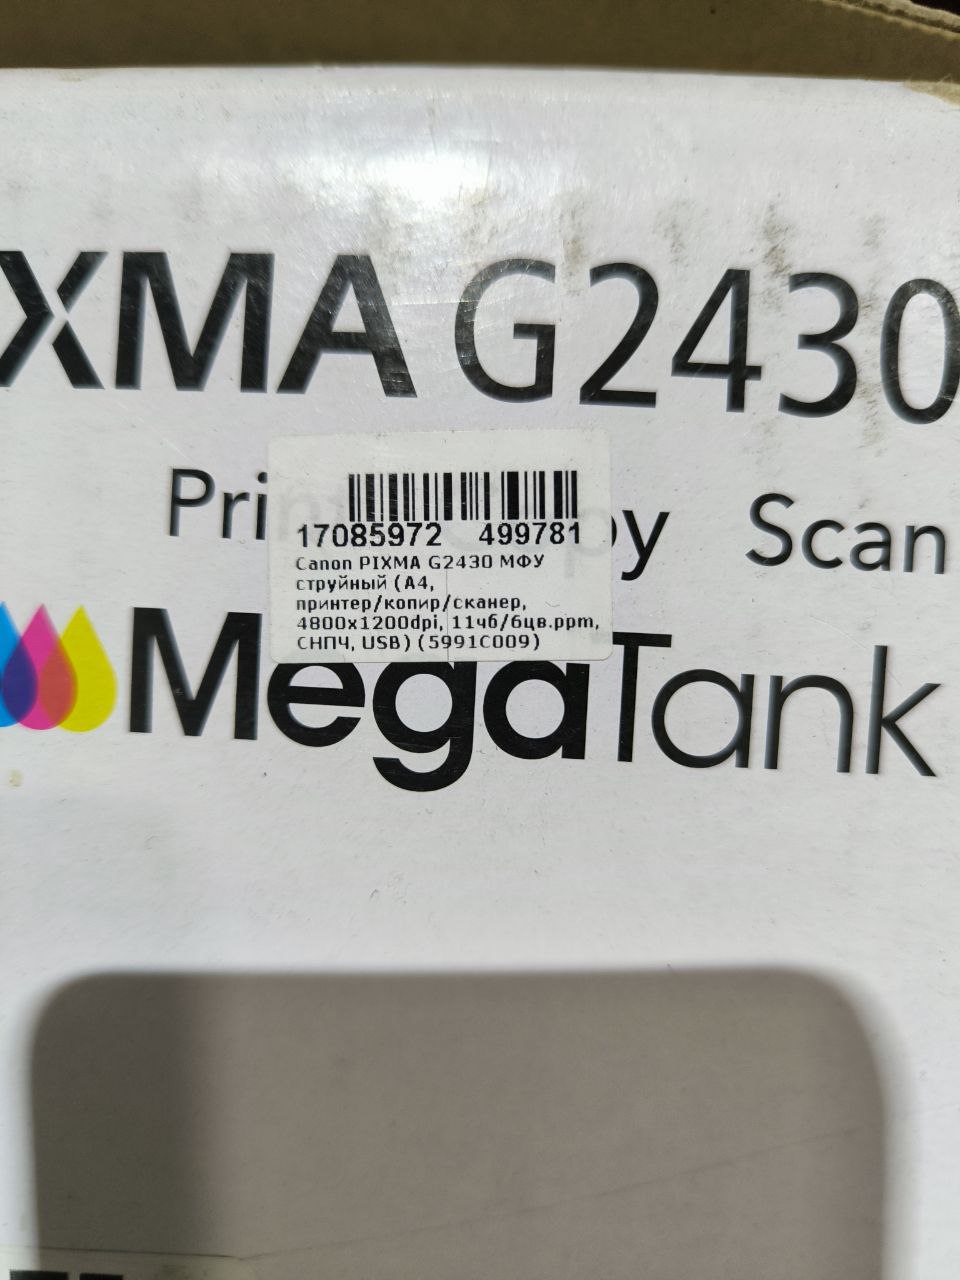 XMA G2430
Pri py Scan
17085972 499781
Canon PIXMA G2430 МФУ
струйный (A4,
принтер/копир/сканер,
4800x1200dpi, 11чб/6цв.ppm,
СНПЧ, USB) (5991C009)
MegaTank